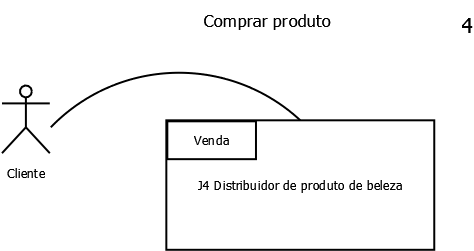 Comprar produto
4
Venda
J4 Distribuidor de produto de beleza
Cliente